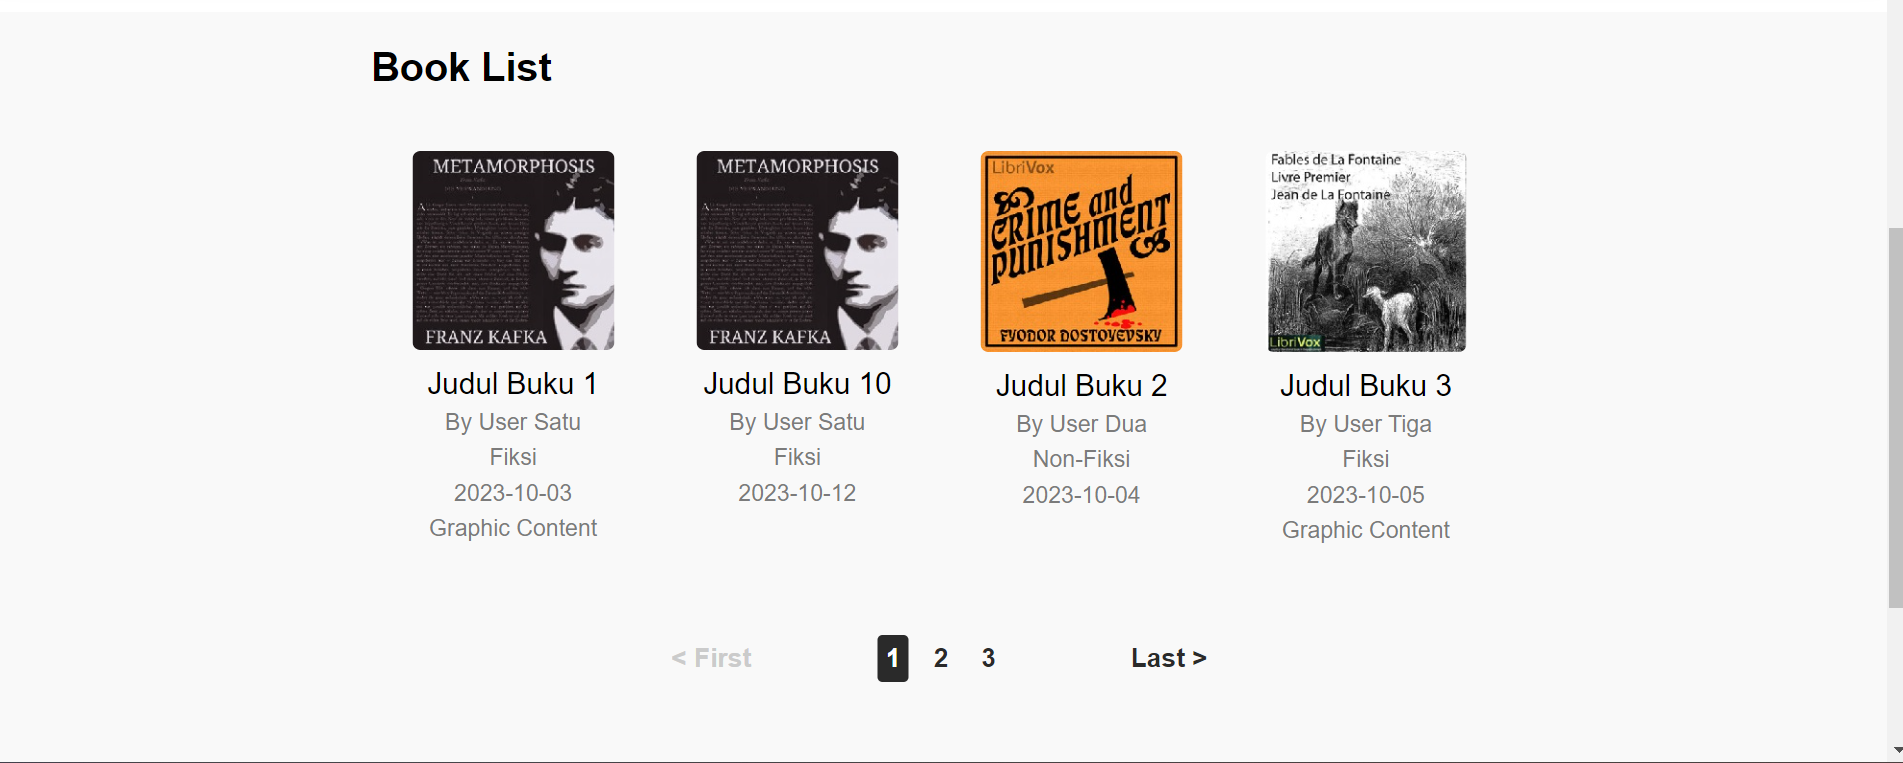 Book List
METAMORPHOSIS
FRANZ KAFKA
Judul Buku 1
By User Satu
Fiksi
2023-10-03
Graphic Content
METAMORPHOSIS
FRANZ KAFKA
Judul Buku 10
By User Satu
Fiksi
2023-10-12
LibriVox
CRIME and
PUNISHMENT
FYODOR DOSTOYEVSKY
Judul Buku 2
By User Dua
Non-Fiksi
2023-10-04
Fables de La Fontaine
Livre Premier
Jean de La Fontaine
LibriVox
Judul Buku 3
By User Tiga
Fiksi
2023-10-05
Graphic Content
< First 1 2 3 Last >